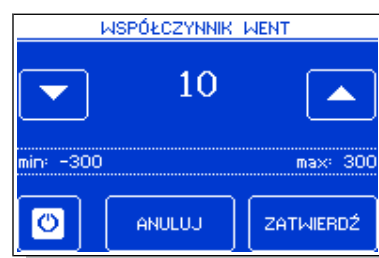 WSPÓŁCZYNNIK WENT
10
min: -300 max: 300
ANULUJ ZATWIERDŹ